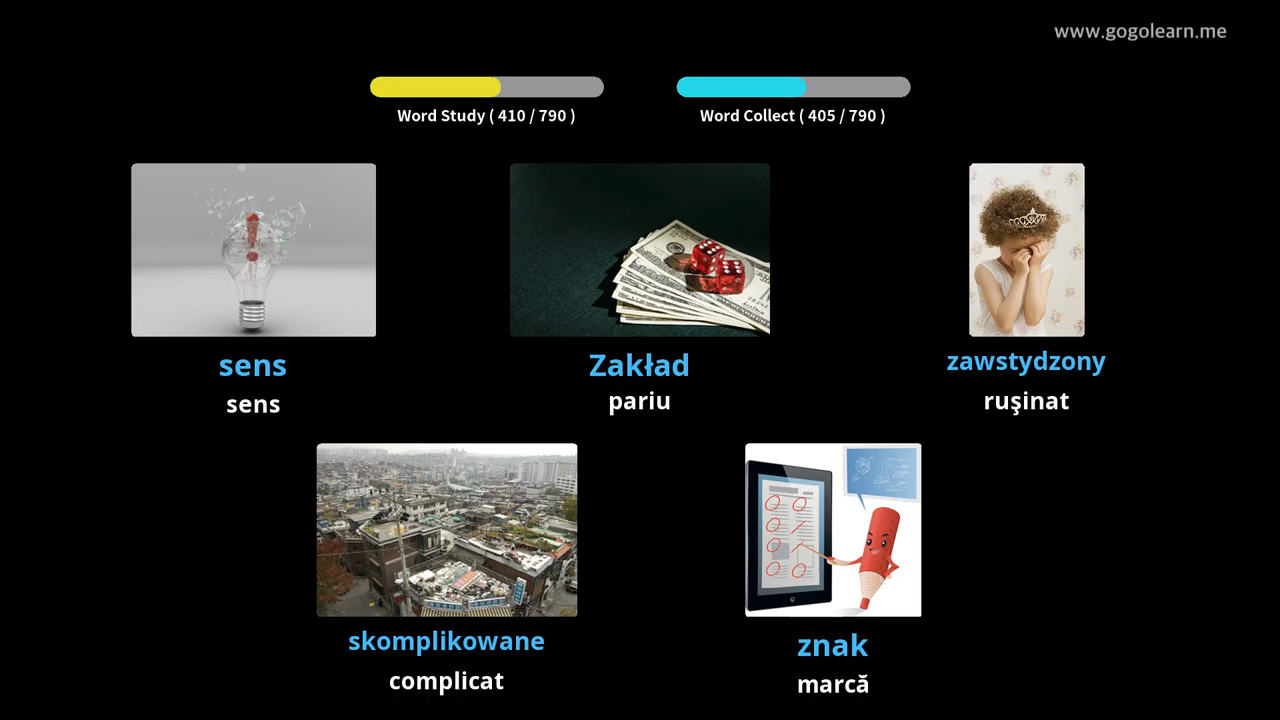 www.gogolearn.me
Word Study ( 410 / 790 )
Word Collect ( 405 / 790 )
sens
sens
Zakład
pariu
zawstydzony
ruşinat
skomplikowane
complicat
znak
marcă